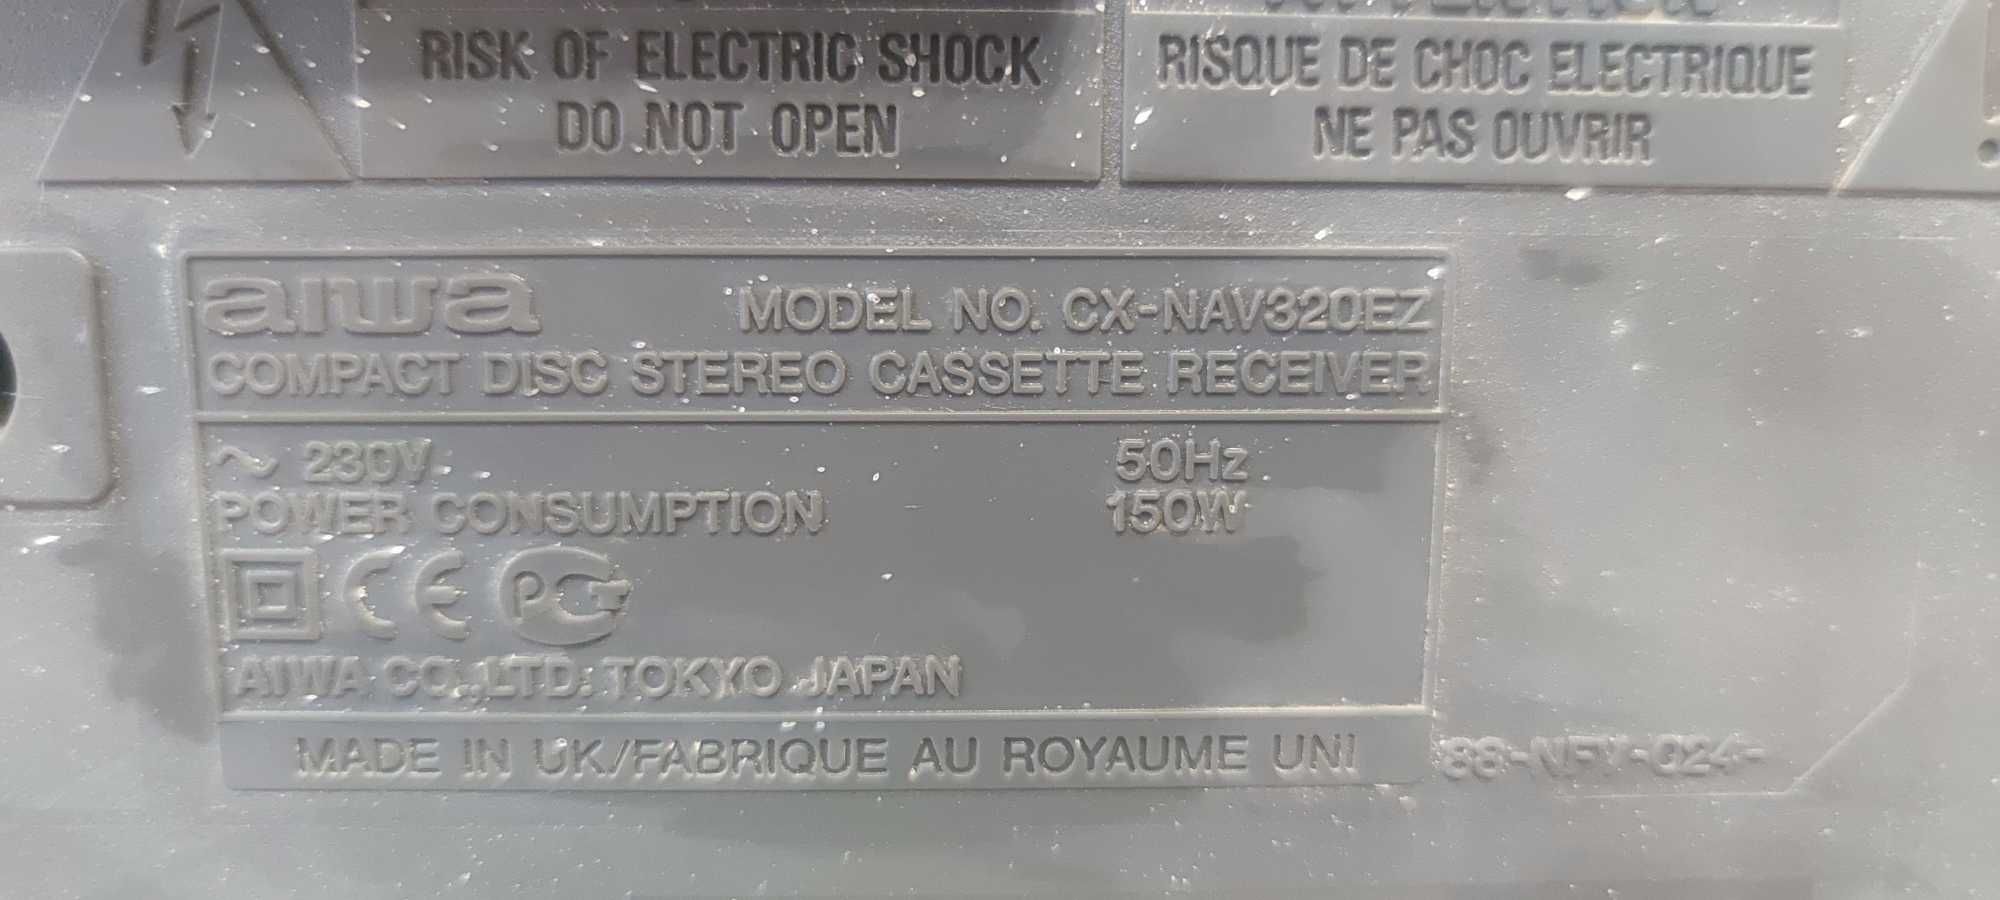 RISK OF ELECTRIC SHOCK
DO NOT OPEN
RISQUE DE CHOC ELECTRIQUE
NE PAS OUVRIR
aiwa MODEL NO. CX-NAV320EZ
COMPACT DISC STEREO CASSETTE RECEIVER
~ 230V 50Hz
POWER CONSUMPTION 150W
CE PG
AIWA CO.,LTD. TOKYO JAPAN
MADE IN UK/FABRIQUE AU ROYAUME UNI